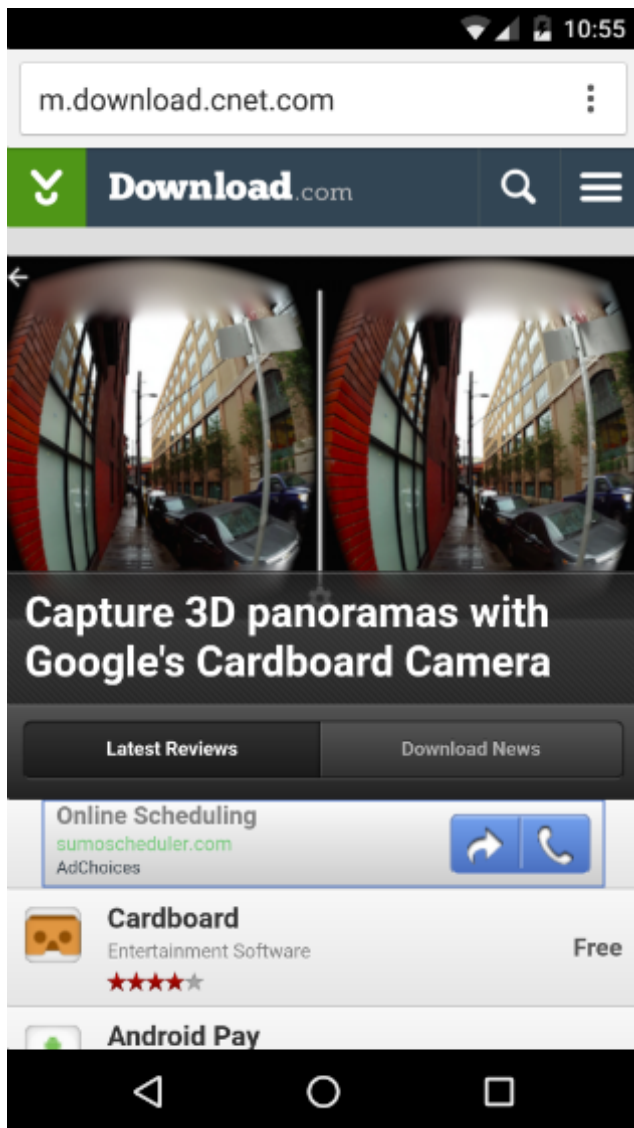 10:55
m.download.cnet.com
Download.com
Capture 3D panoramas with
Google's Cardboard Camera
Latest Reviews
Download News
Online Scheduling
sumoscheduler.com
AdChoices
Cardboard
Entertainment Software
Free
Android Pay